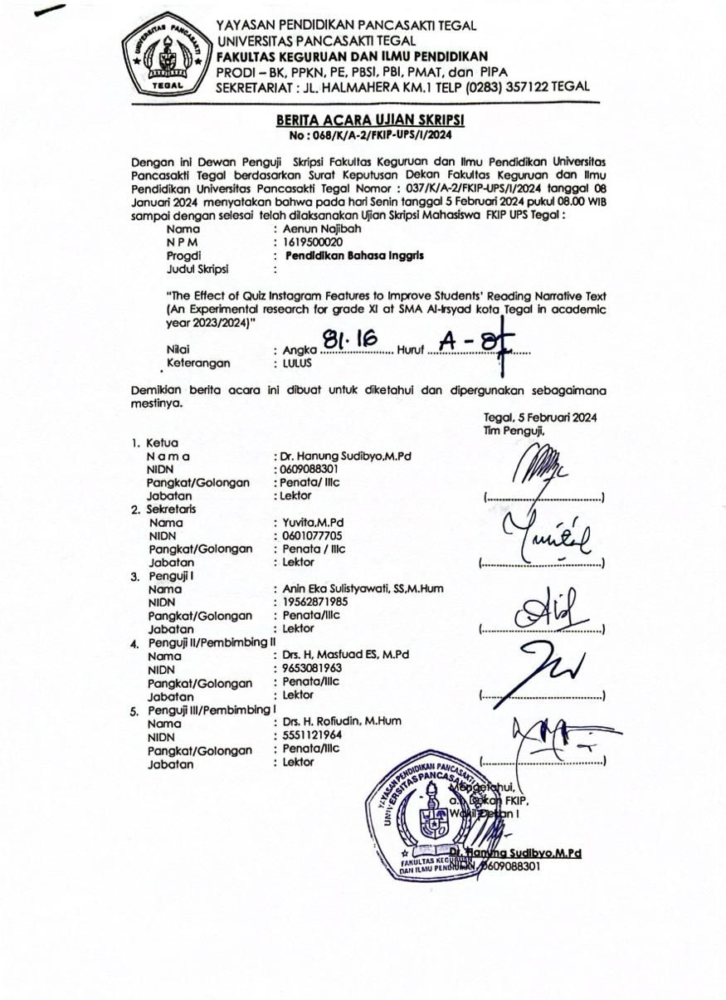 UNIVERSITAS PANCASAKTI
TEGAL
YAYASAN PENDIDIKAN PANCASAKTI TEGAL
UNIVERSITAS PANCASAKTI TEGAL
FAKULTAS KEGURUAN DAN ILMU PENDIDIKAN
PRODI – BK, PPKN, PE, PBSI, PBI, PMAT, dan PIPA
SEKRETARIAT : JL. HALMAHERA KM.1 TELP (0283) 357122 TEGAL
BERITA ACARA UJIAN SKRIPSI
No : 068/K/A-2/FKIP-UPS/I/2024
Dengan ini Dewan Penguji Skripsi Fakultas Keguruan dan Ilmu Pendidikan Universitas
Pancasakti Tegal berdasarkan Surat Keputusan Dekan Fakultas Keguruan dan Ilmu
Pendidikan Universitas Pancasakti Tegal Nomor : 037/K/A-2/FKIP-UPS/I/2024 tanggal 08
Januari 2024 menyatakan bahwa pada hari Senin tanggal 5 Februari 2024 pukul 08.00 WIB
sampai dengan selesai telah dilaksanakan Ujian Skripsi Mahasiswa FKIP UPS Tegal :
Nama : Aenun Najibah
N P M : 1619500020
Progdi : Pendidikan Bahasa Inggris
Judul Skripsi :
"The Effect of Quiz Instagram Features to Improve Students' Reading Narrative Text
(An Experimental research for grade XI at SMA Al-Irsyad kota Tegal in academic
year 2023/2024)"
Nilai : Angka 81.16 Huruf A -
Keterangan : LULUS
Demikian berita acara ini dibuat untuk diketahui dan dipergunakan sebagaimana
mestinya.
Tegal, 5 Februari 2024
Tim Penguji,
1. Ketua
N a m a : Dr. Hanung Sudibyo,M.Pd
NIDN : 0609088301
Pangkat/Golongan : Penata/ IIIc
Jabatan : Lektor (..............................)
2. Sekretaris
Nama : Yuvita,M.Pd
NIDN : 0601077705
Pangkat/Golongan : Penata / IIIc
Jabatan : Lektor (..............................)
3. Penguji I
Nama : Anin Eka Sulistyawati, SS,M.Hum
NIDN : 19562871985
Pangkat/Golongan : Penata/IIIc
Jabatan : Lektor (..............................)
4. Penguji II/Pembimbing II
Nama : Drs. H, Masfuad ES, M.Pd
NIDN : 9653081963
Pangkat/Golongan : Penata/IIIc
Jabatan : Lektor (..............................)
5. Penguji III/Pembimbing I
Nama : Drs. H. Rofiudin, M.Hum
NIDN : 5551121964
Pangkat/Golongan : Penata/IIIc
Jabatan : Lektor (..............................)
Mengetahui,
a.n Dekan FKIP,
Wakil Dekan I
Dr. Hanung Sudibyo,M.Pd
NIDN. 0609088301
YAYASAN PENDIDIKAN PANCASAKTI TEGAL
UNIVERSITAS PANCASAKTI
FAKULTAS KEGURUAN
DAN ILMU PENDIDIKAN